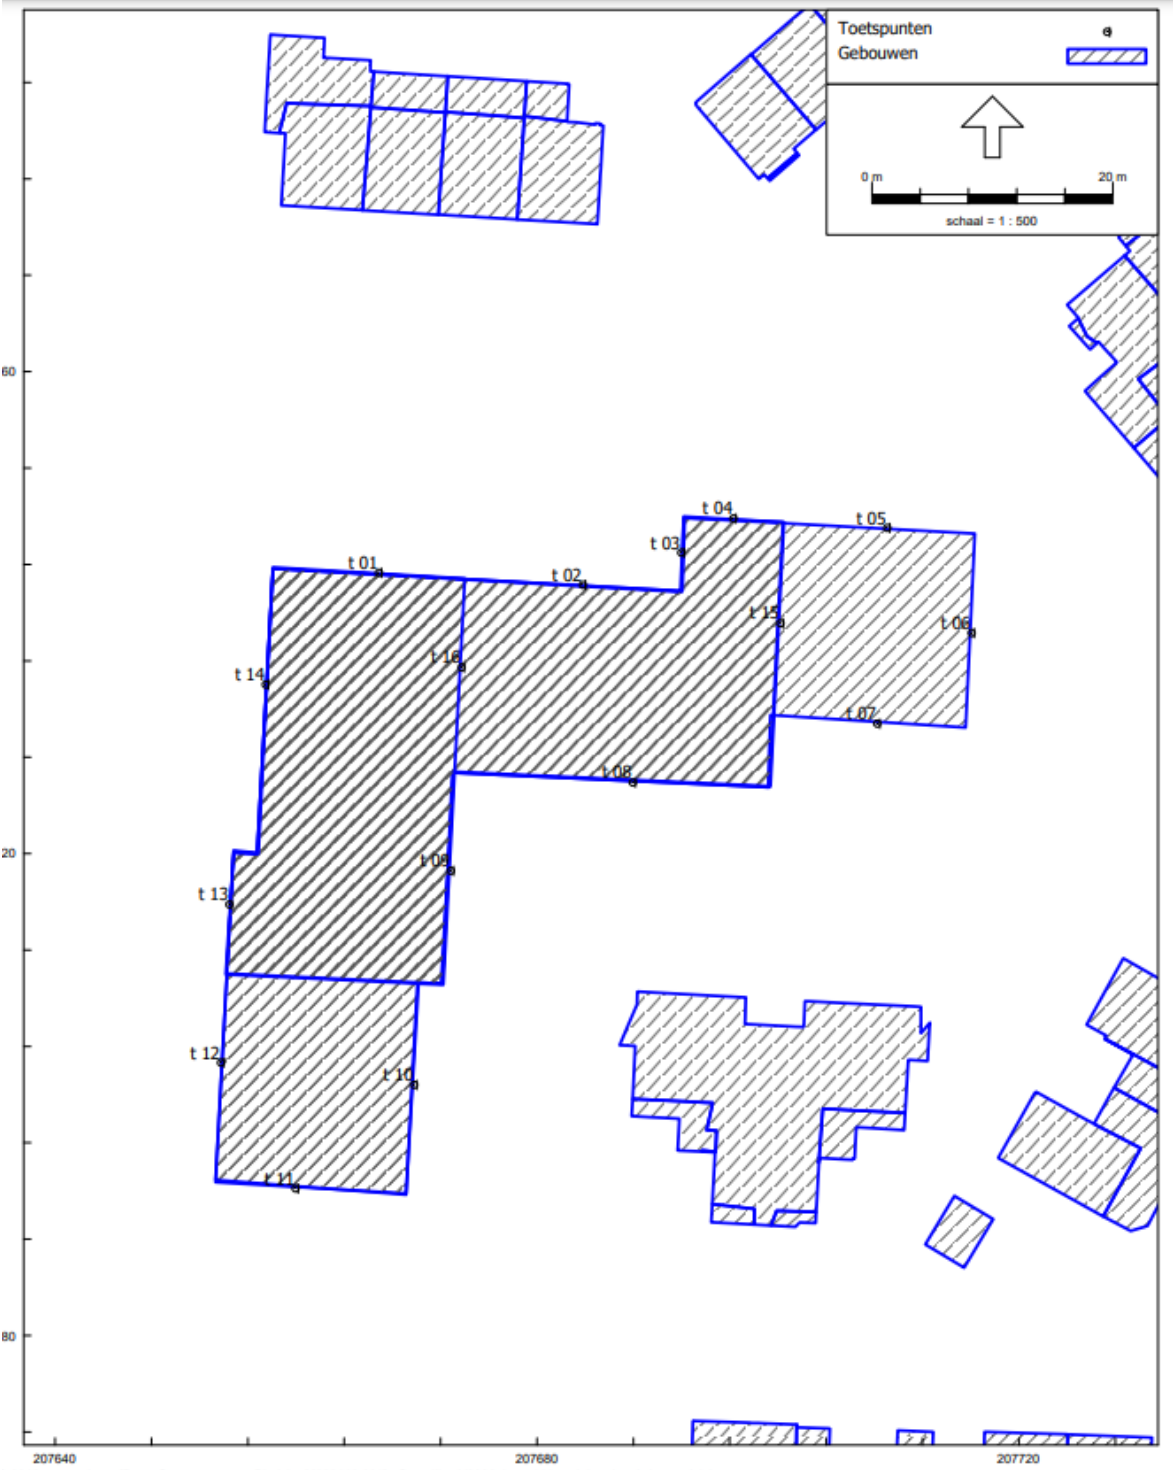 Toetspunten
Gebouwen
0 m 20 m
schaal = 1 : 500
60
t 04
t 05
t 03
t 01
t 02
t 15
t 06
t 16
t 14
t 07
t 08
20
t 09
t 13
t 12
t 10
t 11
80
207640 207680 207720